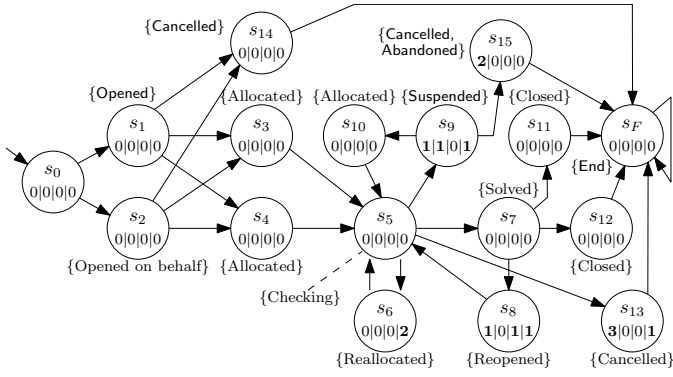 {Cancelled}
s14
0|0|0|0
{Cancelled,
Abandoned}
s15
2|0|0|0
{Opened}
s1
0|0|0|0
{Allocated}
s3
0|0|0|0
{Allocated}
s10
0|0|0|0
{Suspended}
s9
1|1|0|1
{Closed}
s11
0|0|0|0
sF
0|0|0|0
{End}
s0
0|0|0|0
s2
0|0|0|0
{Opened on behalf}
s4
0|0|0|0
{Allocated}
s5
0|0|0|0
{Checking}
{Solved}
s7
0|0|0|0
s12
0|0|0|0
{Closed}
s6
0|0|0|2
{Reallocated}
s8
1|0|1|1
{Reopened}
s13
3|0|0|1
{Cancelled}